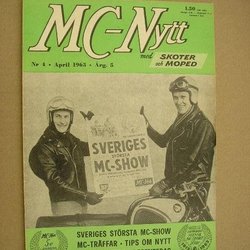 1.50
MC-Nytt
med SKOTER
och MOPED
Nr 4 • April 1963 • Årg. 5
SVERIGES
STÖRSTA
MC-SHOW
SVERIGES STÖRSTA MC-SHOW
MC-TRÄFFAR • TIPS OM NYTT